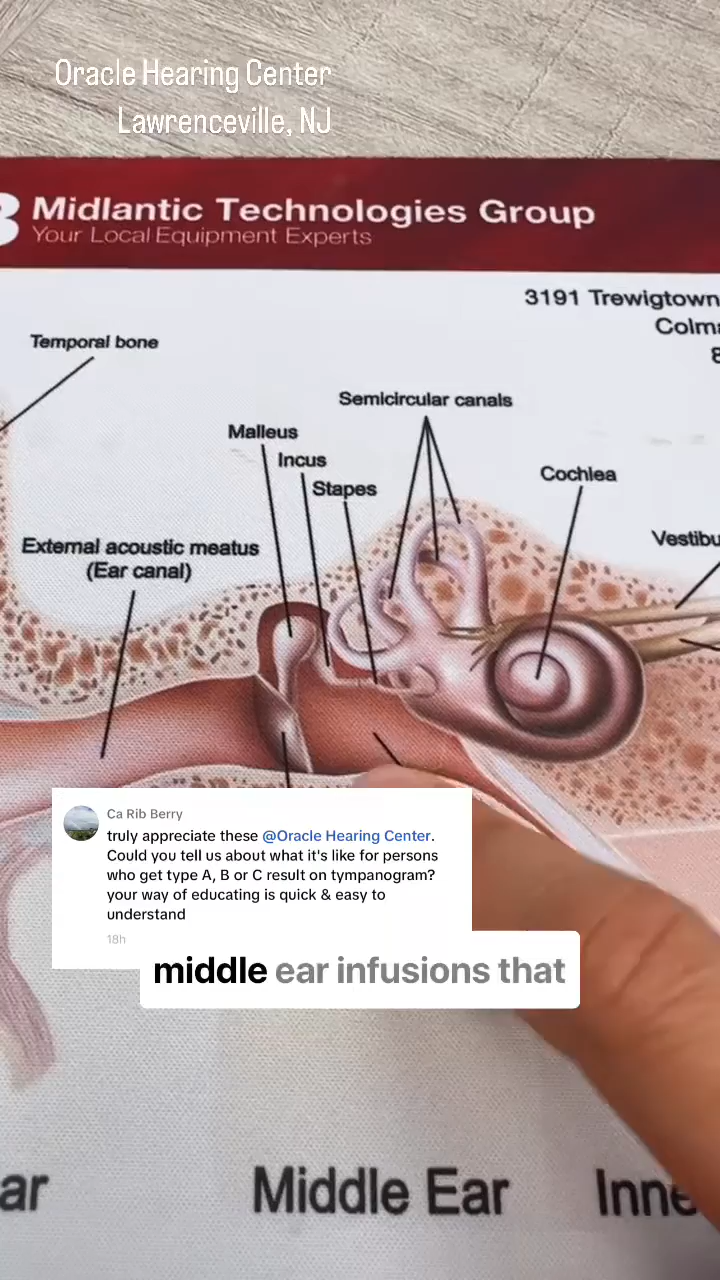 Oracle Hearing Center
Lawrenceville, NJ
Midlantic Technologies Group
Your Local Equipment Experts
3191 Trewigtown
Temporal bone
Semicircular canals
Malleus
Incus
Stapes
Cochlea
External acoustic meatus
(Ear canal)
Ca Rib Berry
truly appreciate these @Oracle Hearing Center.
Could you tell us about what it's like for persons
who get type A, B or C result on tympanogram?
your way of educating is quick & easy to
understand
18h
middle ear infusions that
Middle Ear